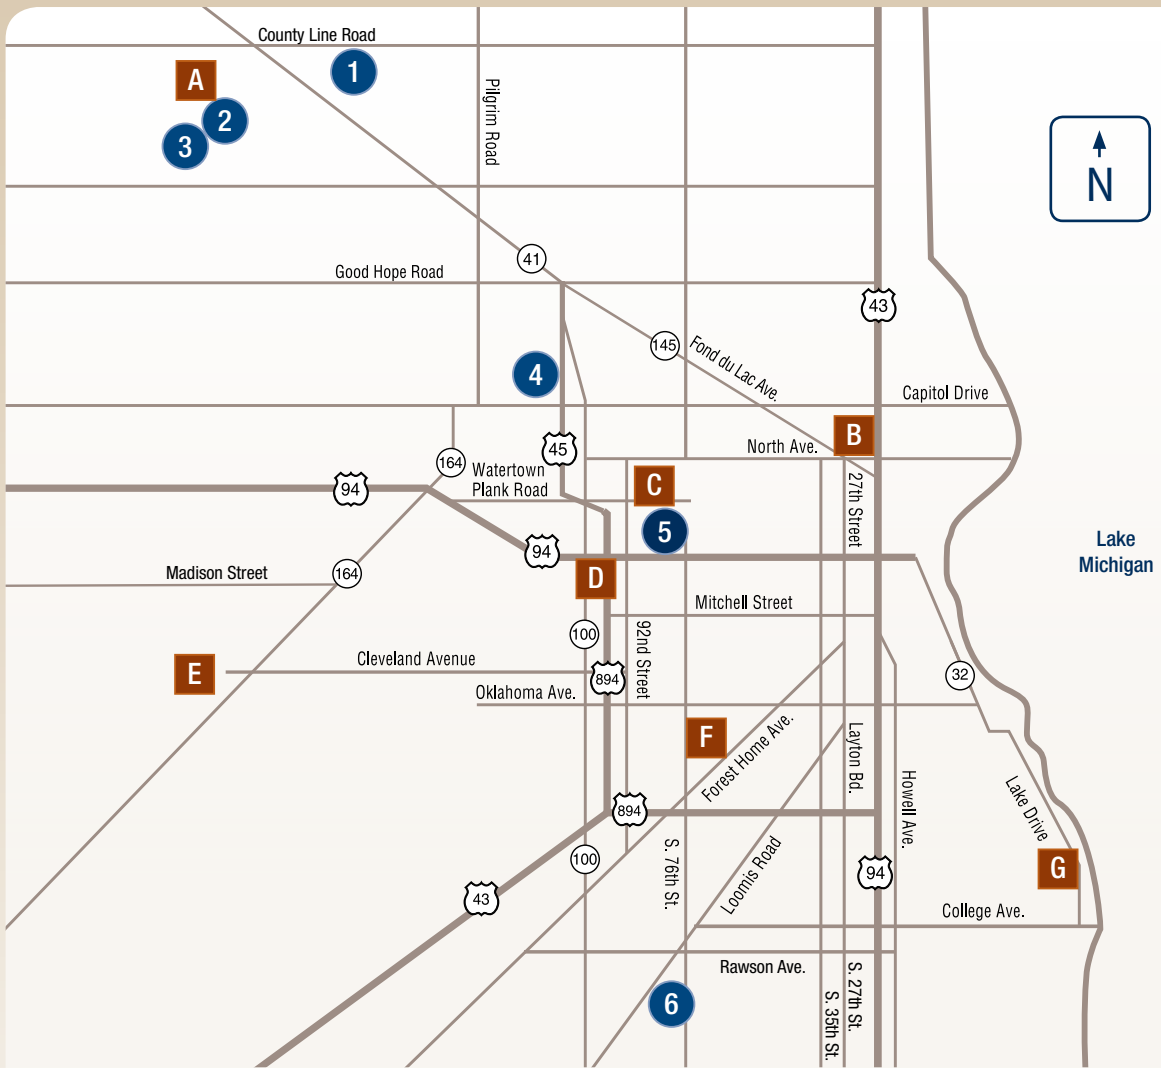 County Line Road
1
A
2
3
Pilgrim Road
N
41
Good Hope Road
43
145
Fond du Lac Ave.
4
Capitol Drive
B
North Ave.
45
164
Watertown
Plank Road
94
C
27th Street
5
Lake
Michigan
94
Madison Street
164
D
Mitchell Street
100
92nd Street
Cleveland Avenue
E
894
32
Oklahoma Ave.
F
Forest Home Ave.
Layton Bd.
Howell Ave.
Lake Drive
894
S. 76th St.
Loomis Road
100
94
G
43
College Ave.
Rawson Ave.
S. 27th St.
S. 35th St.
6